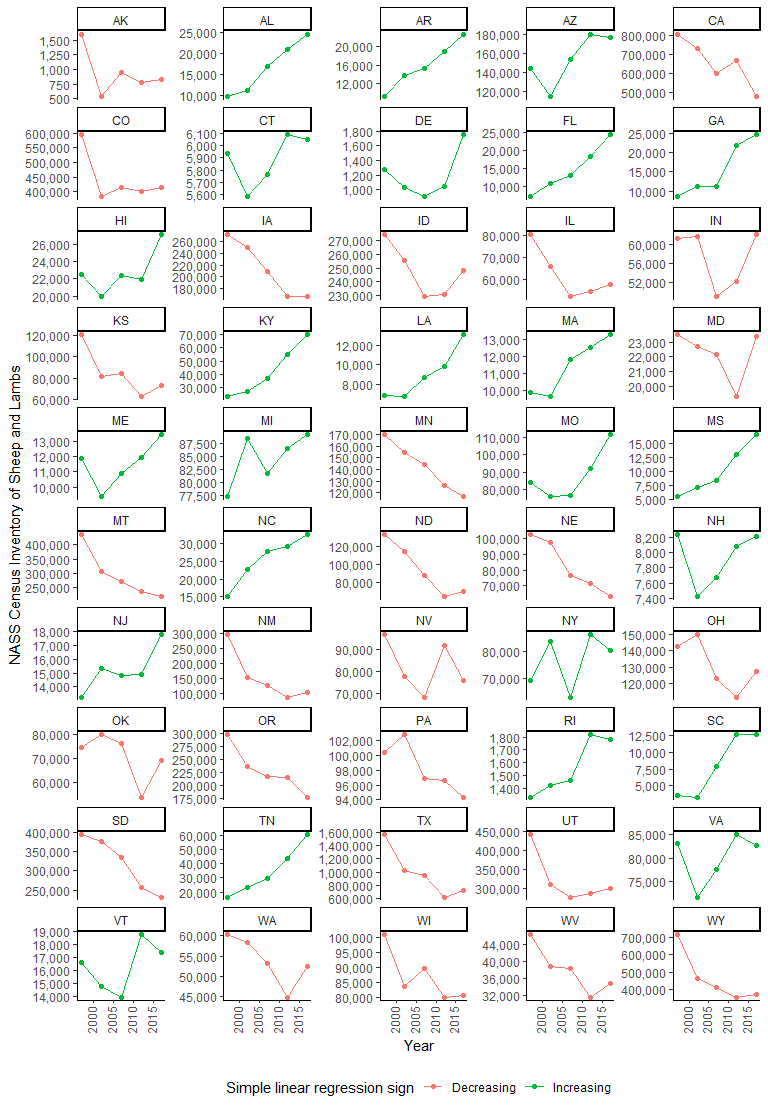 NASS Census Inventory of Sheep and Lambs
AK AL AR AZ CA
1,500 1,250 1,000 750 500
25,000 20,000 15,000 10,000
20,000 16,000 12,000
180,000 160,000 140,000 120,000
800,000 700,000 600,000 500,000
CO CT DE FL GA
600,000 550,000 500,000 450,000 400,000
6,100 6,000 5,900 5,800 5,700 5,600
1,800 1,600 1,400 1,200 1,000
25,000 20,000 15,000 10,000
25,000 20,000 15,000 10,000
HI IA ID IL IN
26,000 24,000 22,000 20,000
260,000 240,000 220,000 200,000 180,000
270,000 260,000 250,000 240,000 230,000
80,000 70,000 60,000
60,000 56,000 52,000
KS KY LA MA MD
120,000 100,000 80,000 60,000
70,000 60,000 50,000 40,000 30,000
12,000 10,000 8,000
13,000 12,000 11,000 10,000
23,000 22,000 21,000 20,000
ME MI MN MO MS
13,000 12,000 11,000 10,000
87,500 85,000 82,500 80,000 77,500
170,000 160,000 150,000 140,000 130,000 120,000
110,000 100,000 90,000 80,000
15,000 12,500 10,000 7,500 5,000
MT NC ND NE NH
400,000 350,000 300,000 250,000
30,000 25,000 20,000 15,000
120,000 100,000 80,000
100,000 90,000 80,000 70,000
8,200 8,000 7,800 7,600 7,400
NJ NM NV NY OH
18,000 17,000 16,000 15,000 14,000
300,000 250,000 200,000 150,000 100,000
90,000 80,000 70,000
80,000 70,000
150,000 140,000 130,000 120,000
OK OR PA RI SC
80,000 70,000 60,000
300,000 275,000 250,000 225,000 200,000 175,000
102,000 100,000 98,000 96,000 94,000
1,800 1,700 1,600 1,500 1,400
12,500 10,000 7,500 5,000
SD TN TX UT VA
400,000 350,000 300,000 250,000
60,000 50,000 40,000 30,000 20,000
1,600,000 1,400,000 1,200,000 1,000,000 800,000 600,000
450,000 400,000 350,000 300,000
85,000 80,000 75,000
VT WA WI WV WY
19,000 18,000 17,000 16,000 15,000 14,000
60,000 55,000 50,000 45,000
100,000 95,000 90,000 85,000 80,000
44,000 40,000 36,000 32,000
700,000 600,000 500,000 400,000
2000 2005 2010 2015 2000 2005 2010 2015 2000 2005 2010 2015 2000 2005 2010 2015 2000 2005 2010 2015
Year
Simple linear regression sign Decreasing Increasing